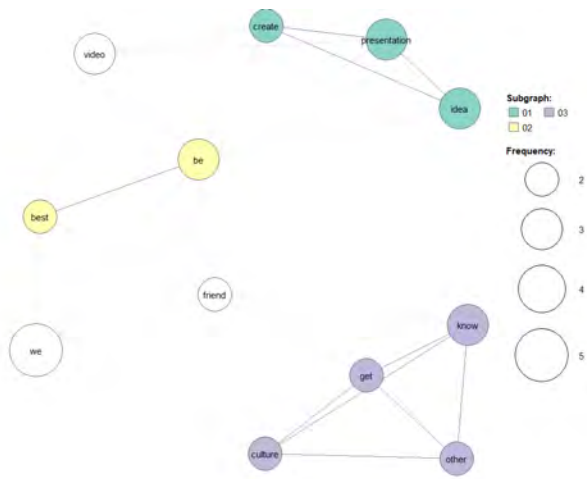 create
presentation
video
idea
Subgraph:
01 03
02
Frequency:
be
2
best
3
4
friend
know
we
5
get
culture
other